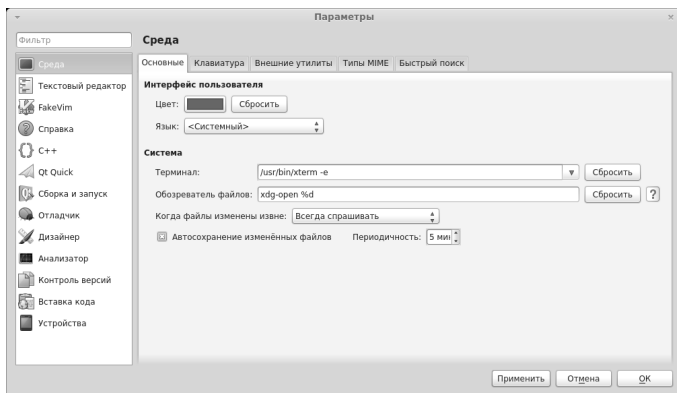 Параметры
Фильтр
Среда
Текстовый редактор
FakeVim
Справка
C++
Qt Quick
Сборка и запуск
Отладчик
Дизайнер
Анализатор
Контроль версий
Вставка кода
Устройства
Среда
Основные Клавиатура Внешние утилиты Типы MIME Быстрый поиск
Интерфейс пользователя
Цвет: Сбросить
Язык: <Системный>
Система
Терминал: /usr/bin/xterm -e Сбросить
Обозреватель файлов: xdg-open %d Сбросить ?
Когда файлы изменены извне: Всегда спрашивать
Автосохранение изменённых файлов Периодичность: 5 мин
Применить Отмена OK